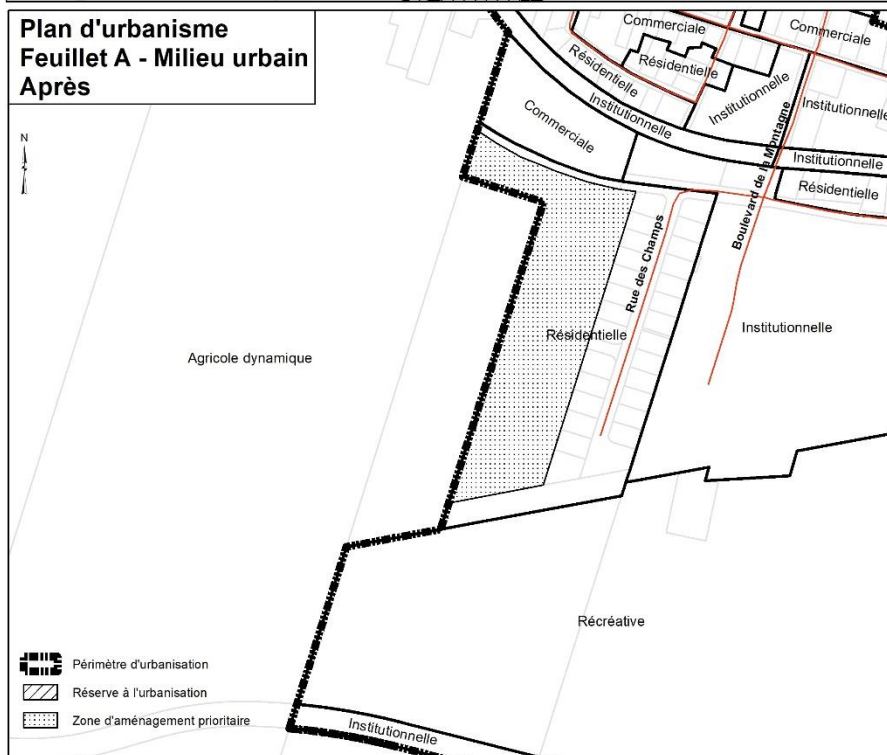 Plan d'urbanisme
Feuillet A - Milieu urbain
Après
N
Commerciale
Commerciale
Résidentielle
Résidentielle
Institutionnelle
Institutionnelle
Institutionnelle
Commerciale
Institutionnelle
Résidentielle
Boulevard de la Montagne
Rue des Champs
Résidentielle
Institutionnelle
Agricole dynamique
Récréative
Périmètre d'urbanisation
Réserve à l'urbanisation
Zone d'aménagement prioritaire
Institutionnelle